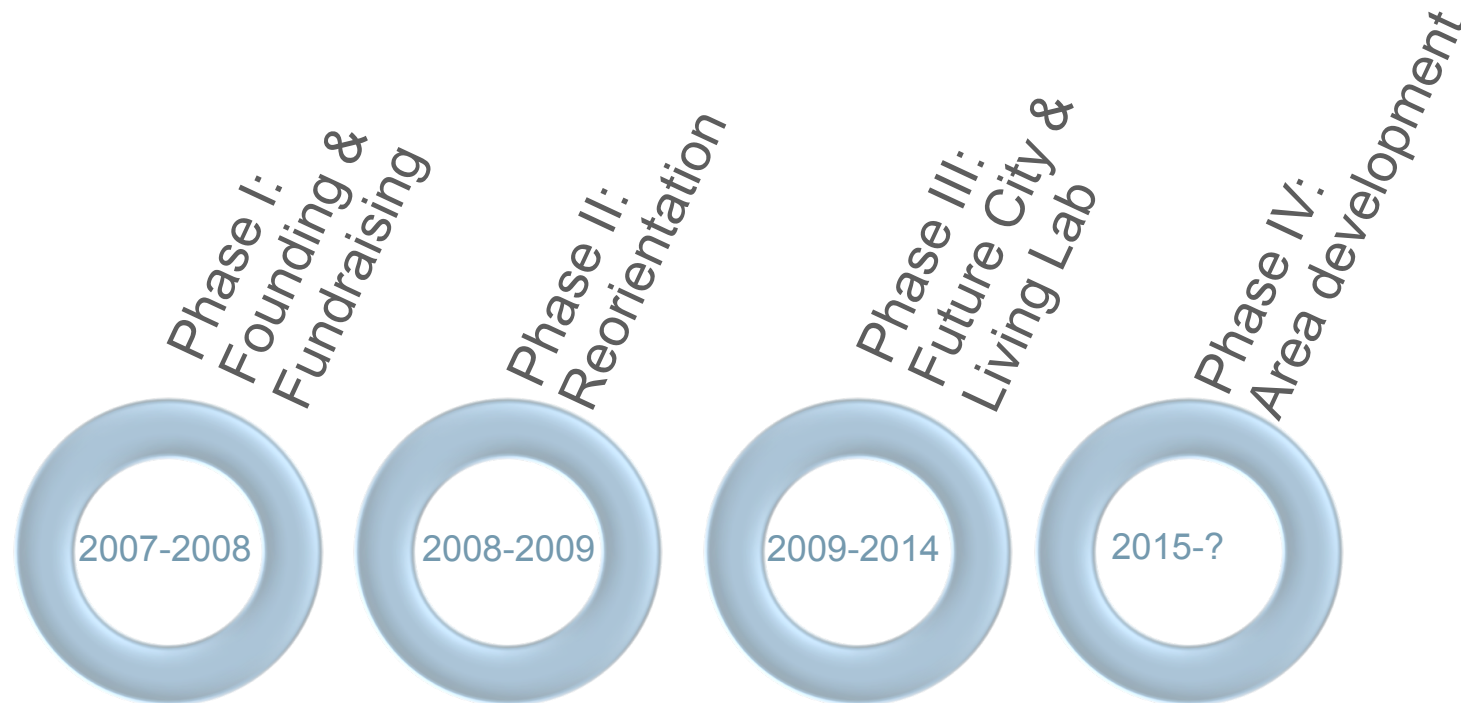 Phase I:
Founding &
Fundraising
2007-2008
Phase II:
Reorientation
2008-2009
Phase III:
Future City &
Living Lab
2009-2014
Phase IV:
Area development
2015-?